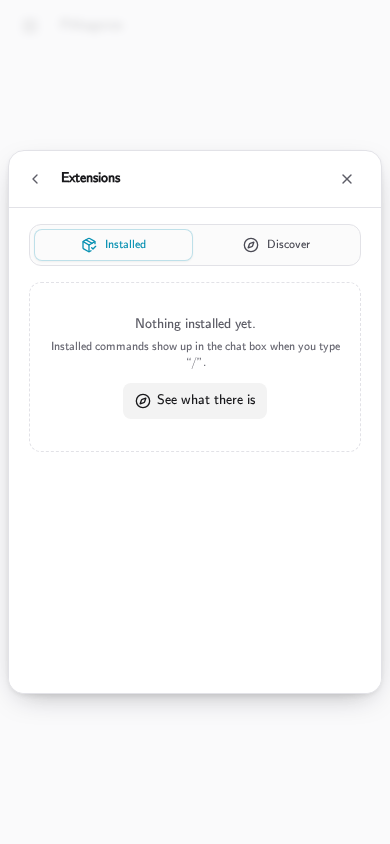 Extensions
Installed
Discover
Nothing installed yet.
Installed commands show up in the chat box when you type
“/”.
See what there is